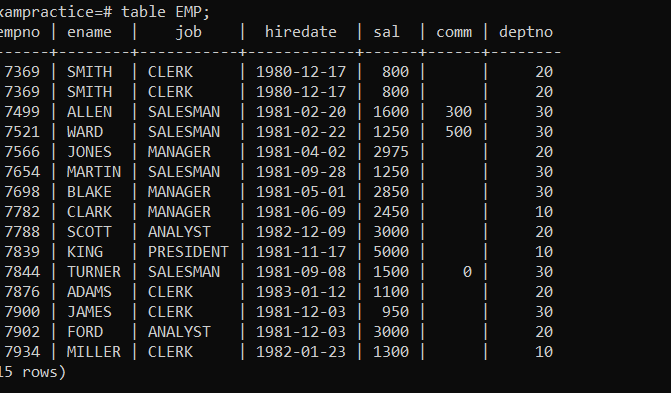 xampractice=# table EMP;
empno | ename | job | hiredate | sal | comm | deptno
------+--------+-----------+------------+------+------+--------
7369 | SMITH | CLERK | 1980-12-17 | 800 | | 20
7369 | SMITH | CLERK | 1980-12-17 | 800 | | 20
7499 | ALLEN | SALESMAN | 1981-02-20 | 1600 | 300 | 30
7521 | WARD | SALESMAN | 1981-02-22 | 1250 | 500 | 30
7566 | JONES | MANAGER | 1981-04-02 | 2975 | | 20
7654 | MARTIN | SALESMAN | 1981-09-28 | 1250 | | 30
7698 | BLAKE | MANAGER | 1981-05-01 | 2850 | | 30
7782 | CLARK | MANAGER | 1981-06-09 | 2450 | | 10
7788 | SCOTT | ANALYST | 1982-12-09 | 3000 | | 20
7839 | KING | PRESIDENT | 1981-11-17 | 5000 | | 10
7844 | TURNER | SALESMAN | 1981-09-08 | 1500 | 0 | 30
7876 | ADAMS | CLERK | 1983-01-12 | 1100 | | 20
7900 | JAMES | CLERK | 1981-12-03 | 950 | | 30
7902 | FORD | ANALYST | 1981-12-03 | 3000 | | 20
7934 | MILLER | CLERK | 1982-01-23 | 1300 | | 10
15 rows)